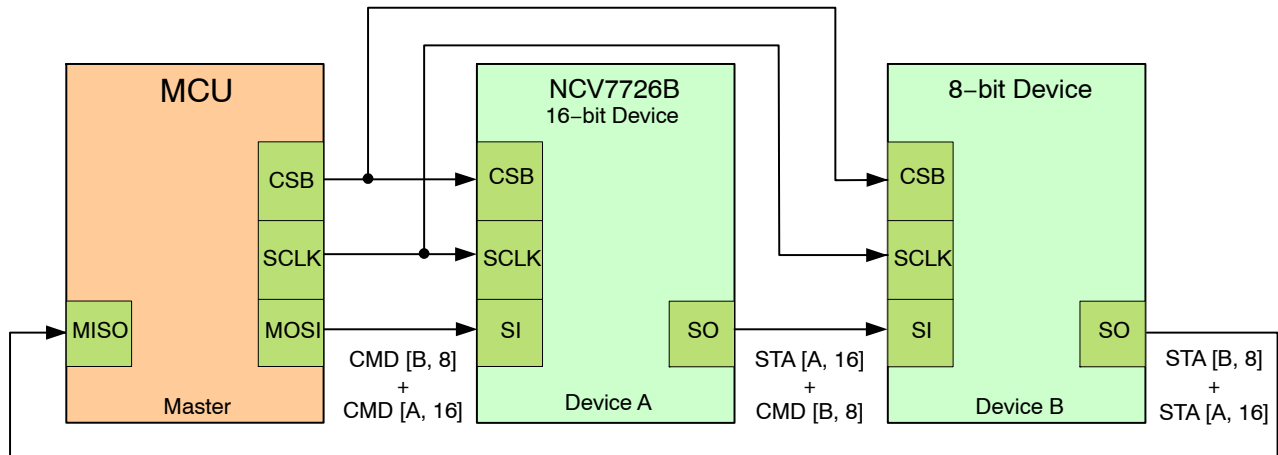 MCU
CSB
SCLK
MISO
MOSI
Master
CMD [B, 8]
+
CMD [A, 16]
NCV7726B
16−bit Device
CSB
SCLK
SI
SO
Device A
STA [A, 16]
+
CMD [B, 8]
8−bit Device
CSB
SCLK
SI
SO
Device B
STA [B, 8]
+
STA [A, 16]